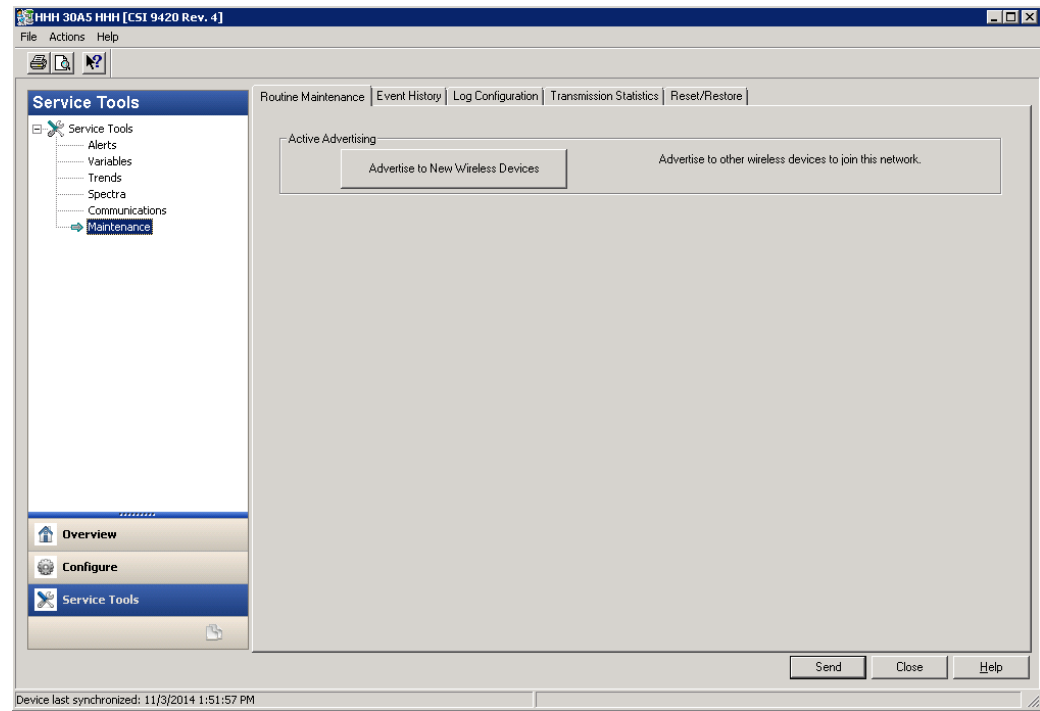 HHH 30A5 HHH [CSI 9420 Rev. 4]
File Actions Help
Service Tools
Service Tools
Alerts
Variables
Trends
Spectra
Communications
Maintenance
Overview
Configure
Service Tools
Routine Maintenance Event History Log Configuration Transmission Statistics Reset/Restore
Active Advertising
Advertise to New Wireless Devices Advertise to other wireless devices to join this network.
Send Close Help
Device last synchronized: 11/3/2014 1:51:57 PM